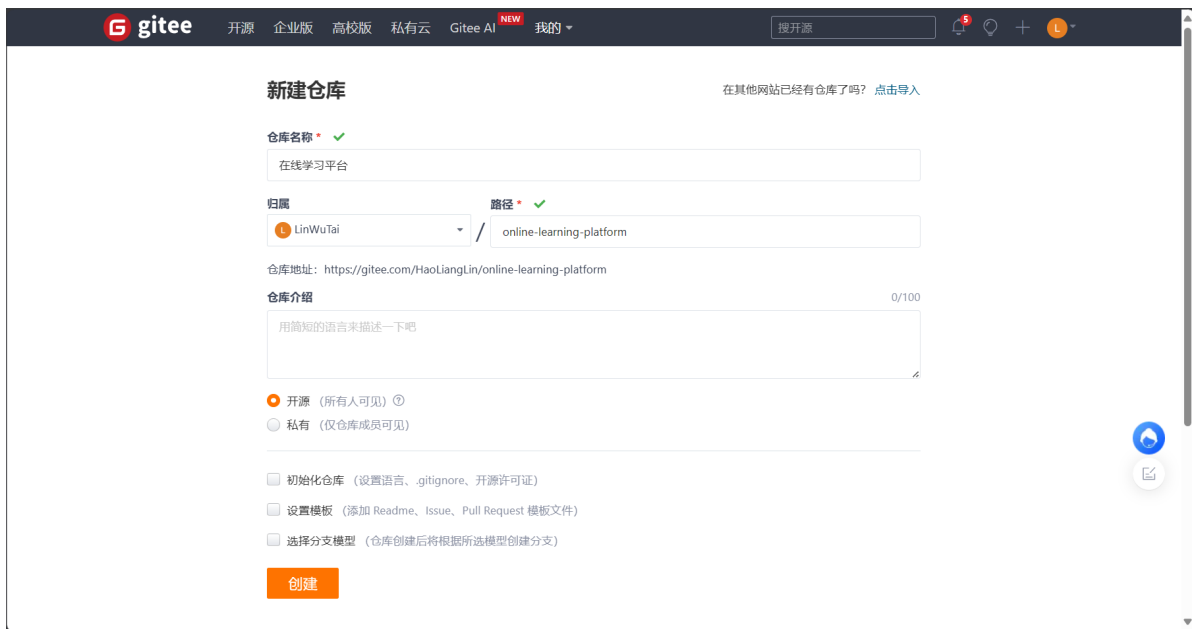 gitee 开源 企业版 高校版 私有云 Gitee AI NEW 我的 搜开源 5 L
新建仓库 在其他网站已经有仓库了吗? 点击导入
仓库名称 *
在线学习平台
归属 路径 *
L LinWuTai / online-learning-platform
仓库地址：https://gitee.com/HaoLiangLin/online-learning-platform
仓库介绍 0/100
用简短的语言来描述一下吧
开源 (所有人可见) ?
私有 (仅仓库成员可见)
初始化仓库 (设置语言、.gitignore、开源许可证)
设置模板 (添加 Readme、Issue、Pull Request 模板文件)
选择分支模型 (仓库创建后将根据所选模型创建分支)
创建